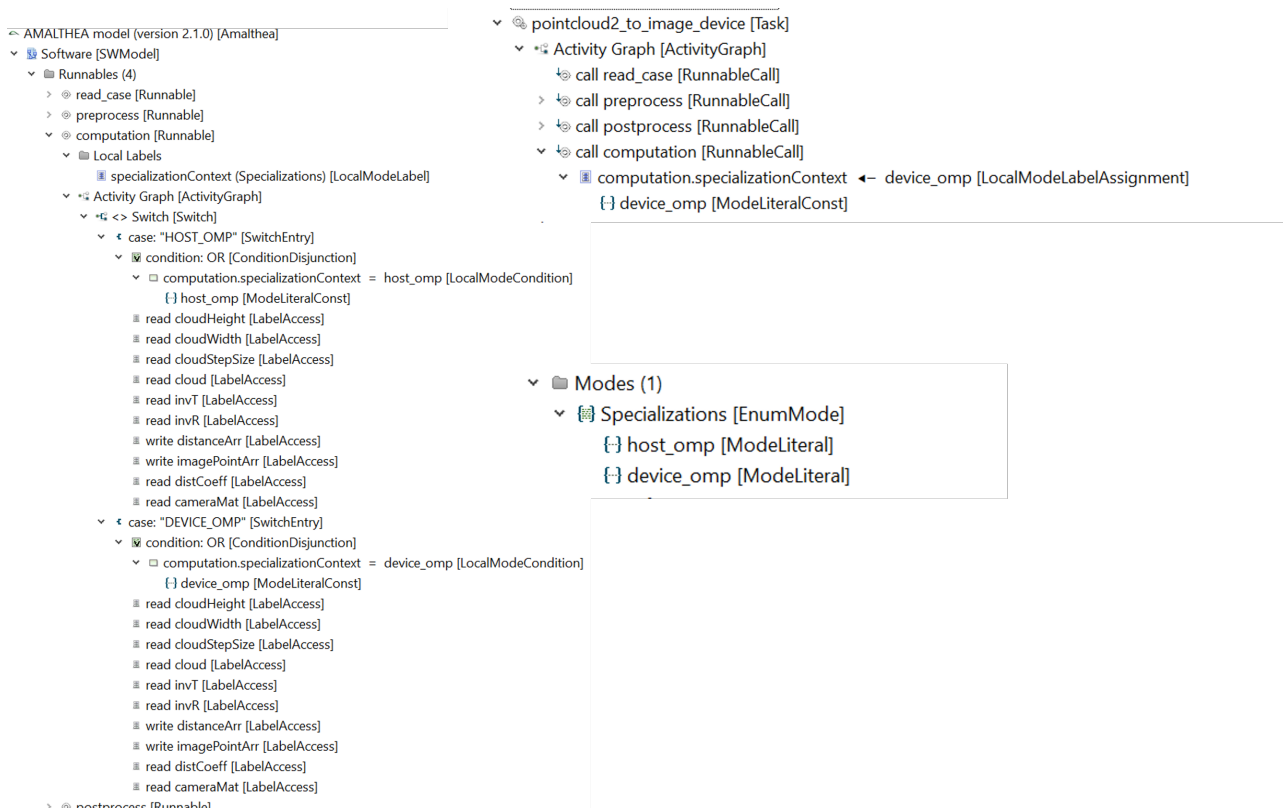 AMALTHEA model (version 2.1.0) [Amalthea]
Software [SWModel]
Runnables (4)
read_case [Runnable]
preprocess [Runnable]
computation [Runnable]
Local Labels
specializationContext (Specializations) [LocalModeLabel]
Activity Graph [ActivityGraph]
<> Switch [Switch]
case: "HOST_OMP" [SwitchEntry]
condition: OR [ConditionDisjunction]
computation.specializationContext = host_omp [LocalModeCondition]
host_omp [ModeLiteralConst]
read cloudHeight [LabelAccess]
read cloudWidth [LabelAccess]
read cloudStepSize [LabelAccess]
read cloud [LabelAccess]
read invT [LabelAccess]
read invR [LabelAccess]
write distanceArr [LabelAccess]
write imagePointArr [LabelAccess]
read distCoeff [LabelAccess]
read cameraMat [LabelAccess]
case: "DEVICE_OMP" [SwitchEntry]
condition: OR [ConditionDisjunction]
computation.specializationContext = device_omp [LocalModeCondition]
device_omp [ModeLiteralConst]
read cloudHeight [LabelAccess]
read cloudWidth [LabelAccess]
read cloudStepSize [LabelAccess]
read cloud [LabelAccess]
read invT [LabelAccess]
read invR [LabelAccess]
write distanceArr [LabelAccess]
write imagePointArr [LabelAccess]
read distCoeff [LabelAccess]
read cameraMat [LabelAccess]
postprocess [Runnable]
pointcloud2_to_image_device [Task]
Activity Graph [ActivityGraph]
call read_case [RunnableCall]
call preprocess [RunnableCall]
call postprocess [RunnableCall]
call computation [RunnableCall]
computation.specializationContext ← device_omp [LocalModeLabelAssignment]
device_omp [ModeLiteralConst]
Modes (1)
Specializations [EnumMode]
host_omp [ModeLiteral]
device_omp [ModeLiteral]